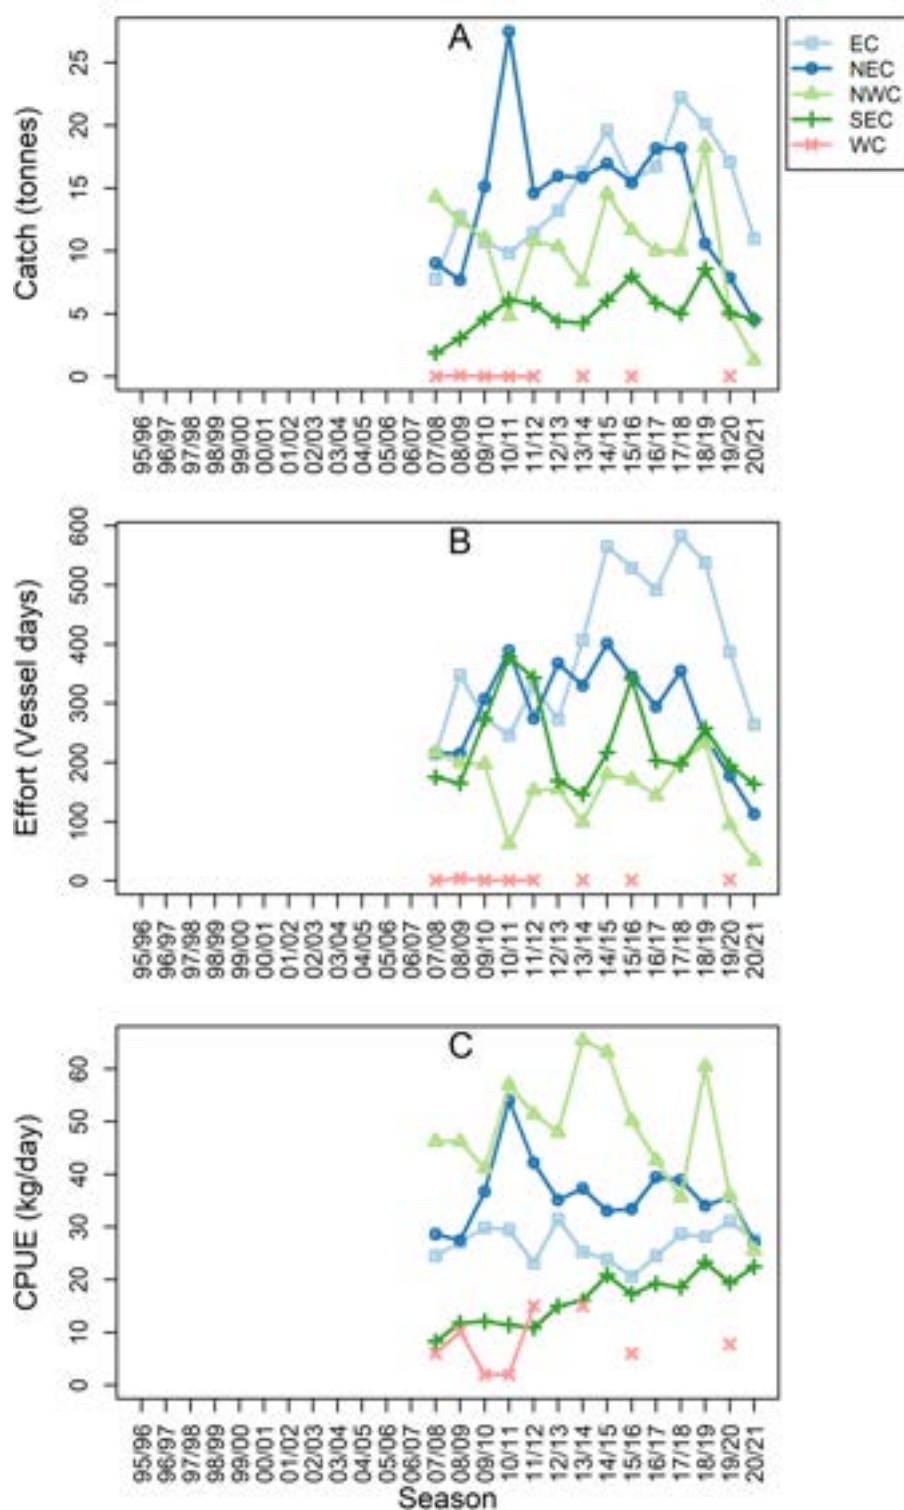 A
EC
NEC
NWC
SEC
WC
Catch (tonnes)
25
20
15
10
5
0
95/96 96/97 97/98 98/99 99/00 00/01 01/02 02/03 03/04 04/05 05/06 06/07 07/08 08/09 09/10 10/11 11/12 12/13 13/14 14/15 15/16 16/17 17/18 18/19 19/20 20/21
B
Effort (Vessel days)
600
500
400
300
200
100
0
95/96 96/97 97/98 98/99 99/00 00/01 01/02 02/03 03/04 04/05 05/06 06/07 07/08 08/09 09/10 10/11 11/12 12/13 13/14 14/15 15/16 16/17 17/18 18/19 19/20 20/21
C
CPUE (kg/day)
60
50
40
30
20
10
0
95/96 96/97 97/98 98/99 99/00 00/01 01/02 02/03 03/04 04/05 05/06 06/07 07/08 08/09 09/10 10/11 11/12 12/13 13/14 14/15 15/16 16/17 17/18 18/19 19/20 20/21
Season